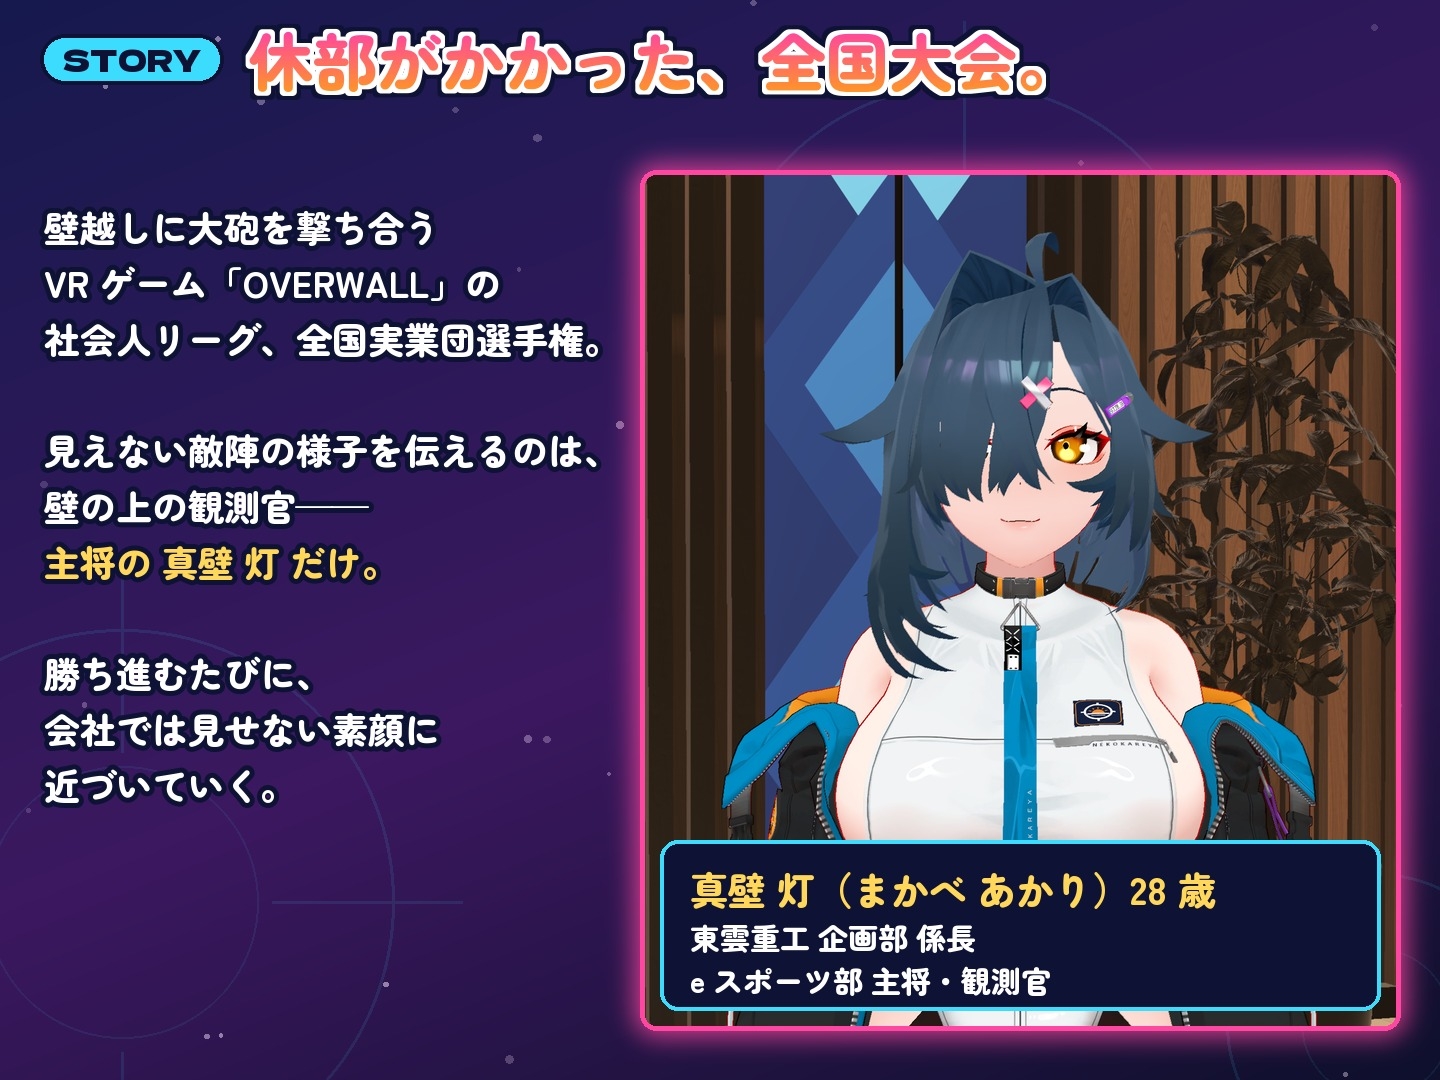 STORY
休部がかかった、全国大会。
壁越しに大砲を撃ち合う
VR ゲーム「OVERWALL」の
社会人リーグ、全国実業団選手権。
見えない敵陣の様子を伝えるのは、
壁の上の観測官──
主将の 真壁 灯 だけ。
勝ち進むたびに、
会社では見せない素顔に
近づいていく。
NEKOKAREYA
KAREYA
真壁 灯（まかべ あかり）28 歳
東雲重工 企画部 係長
e スポーツ部 主将・観測官